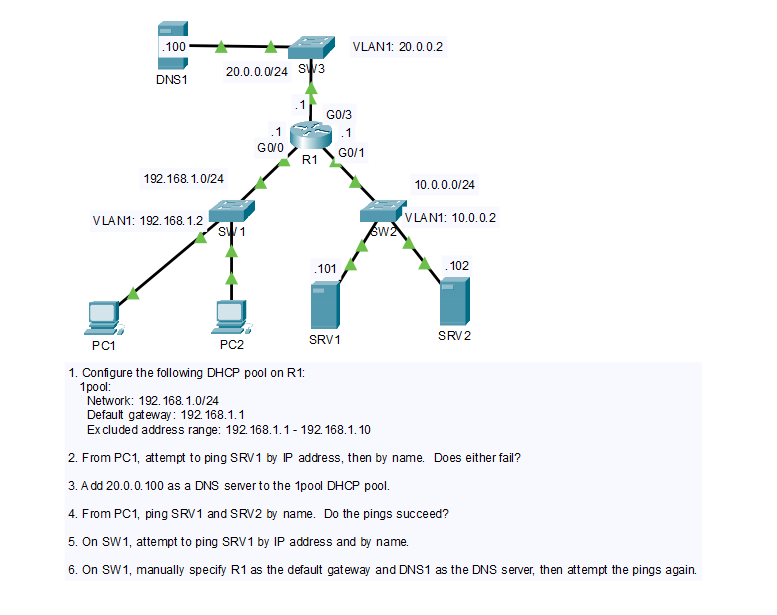 .100
DNS1
VLAN1: 20.0.0.2
20.0.0.0/24
SW3
.1
G0/3
.1
.1
G0/0
R1
G0/1
192.168.1.0/24
10.0.0.0/24
VLAN1: 192.168.1.2
SW1
VLAN1: 10.0.0.2
SW2
.101
.102
PC1
PC2
SRV1
SRV2
1. Configure the following DHCP pool on R1:
1pool:
Network: 192.168.1.0/24
Default gateway: 192.168.1.1
Excluded address range: 192.168.1.1 - 192.168.1.10
2. From PC1, attempt to ping SRV1 by IP address, then by name. Does either fail?
3. Add 20.0.0.100 as a DNS server to the 1pool DHCP pool.
4. From PC1, ping SRV1 and SRV2 by name. Do the pings succeed?
5. On SW1, attempt to ping SRV1 by IP address and by name.
6. On SW1, manually specify R1 as the default gateway and DNS1 as the DNS server, then attempt the pings again.